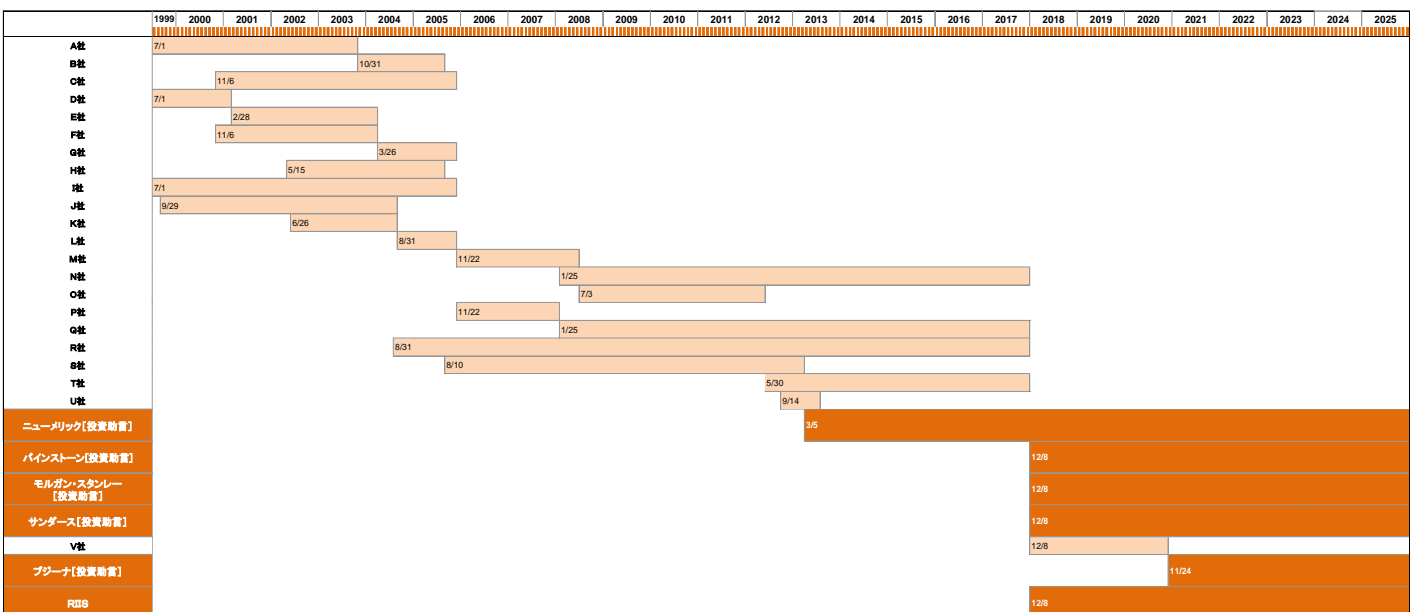 1999 2000 2001 2002 2003 2004 2005 2006 2007 2008 2009 2010 2011 2012 2013 2014 2015 2016 2017 2018 2019 2020 2021 2022 2023 2024 2025
A社 7/1
B社 10/31
C社 11/6
D社 7/1
E社 2/28
F社 11/6
G社 3/26
H社 5/15
I社 7/1
J社 9/29
K社 6/26
L社 8/31
M社 11/22
N社 1/25
O社 7/3
P社 11/22
Q社 1/25
R社 8/31
S社 8/10
T社 5/30
U社 9/14
ニューメリック[投資助言] 3/5
パインストーン[投資助言] 12/8
モルガン・スタンレー
[投資助言] 12/8
サンダース[投資助言] 12/8
V社 12/8
プジーナ[投資助言] 11/24
RIIS 12/8